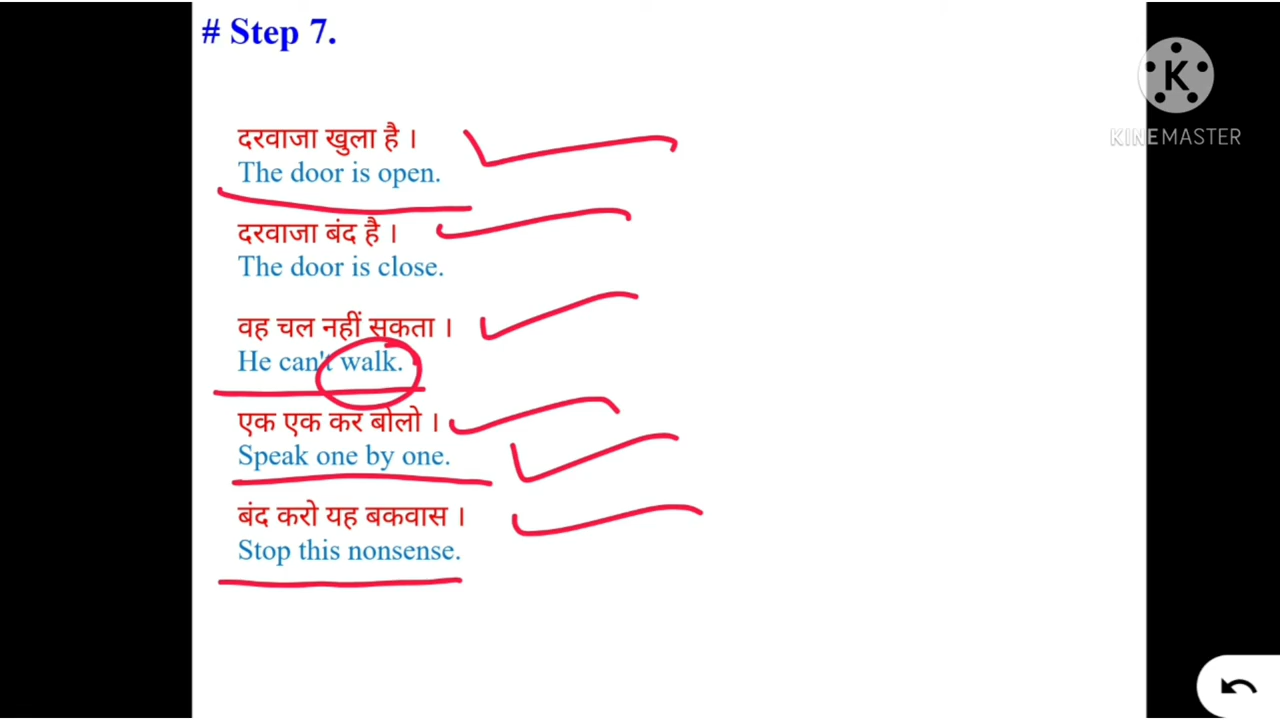 # Step 7.
KINEMASTER
दरवाजा खुला है ।
The door is open.
दरवाजा बंद है ।
The door is close.
वह चल नहीं सकता ।
He can't walk.
एक एक कर बोलो ।
Speak one by one.
बंद करो यह बकवास ।
Stop this nonsense.